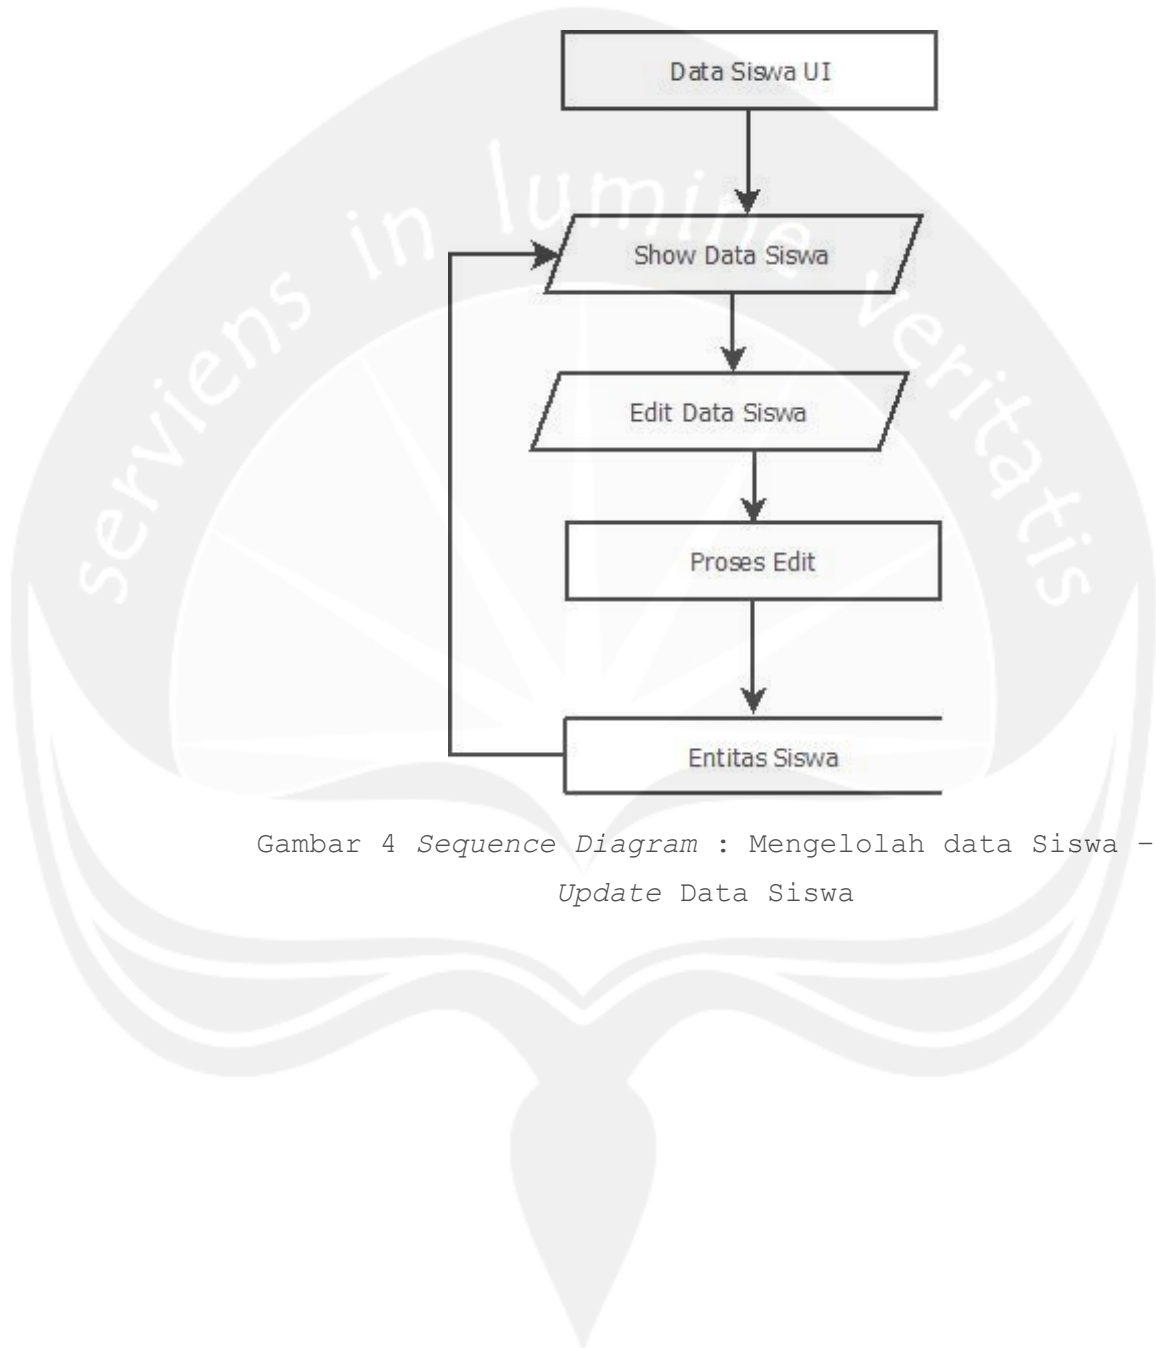 Data Siswa UI
serviens in lumine veritatis
Show Data Siswa
Edit Data Siswa
Proses Edit
Entitas Siswa
Gambar 4 Sequence Diagram : Mengelolah data Siswa –
Update Data Siswa